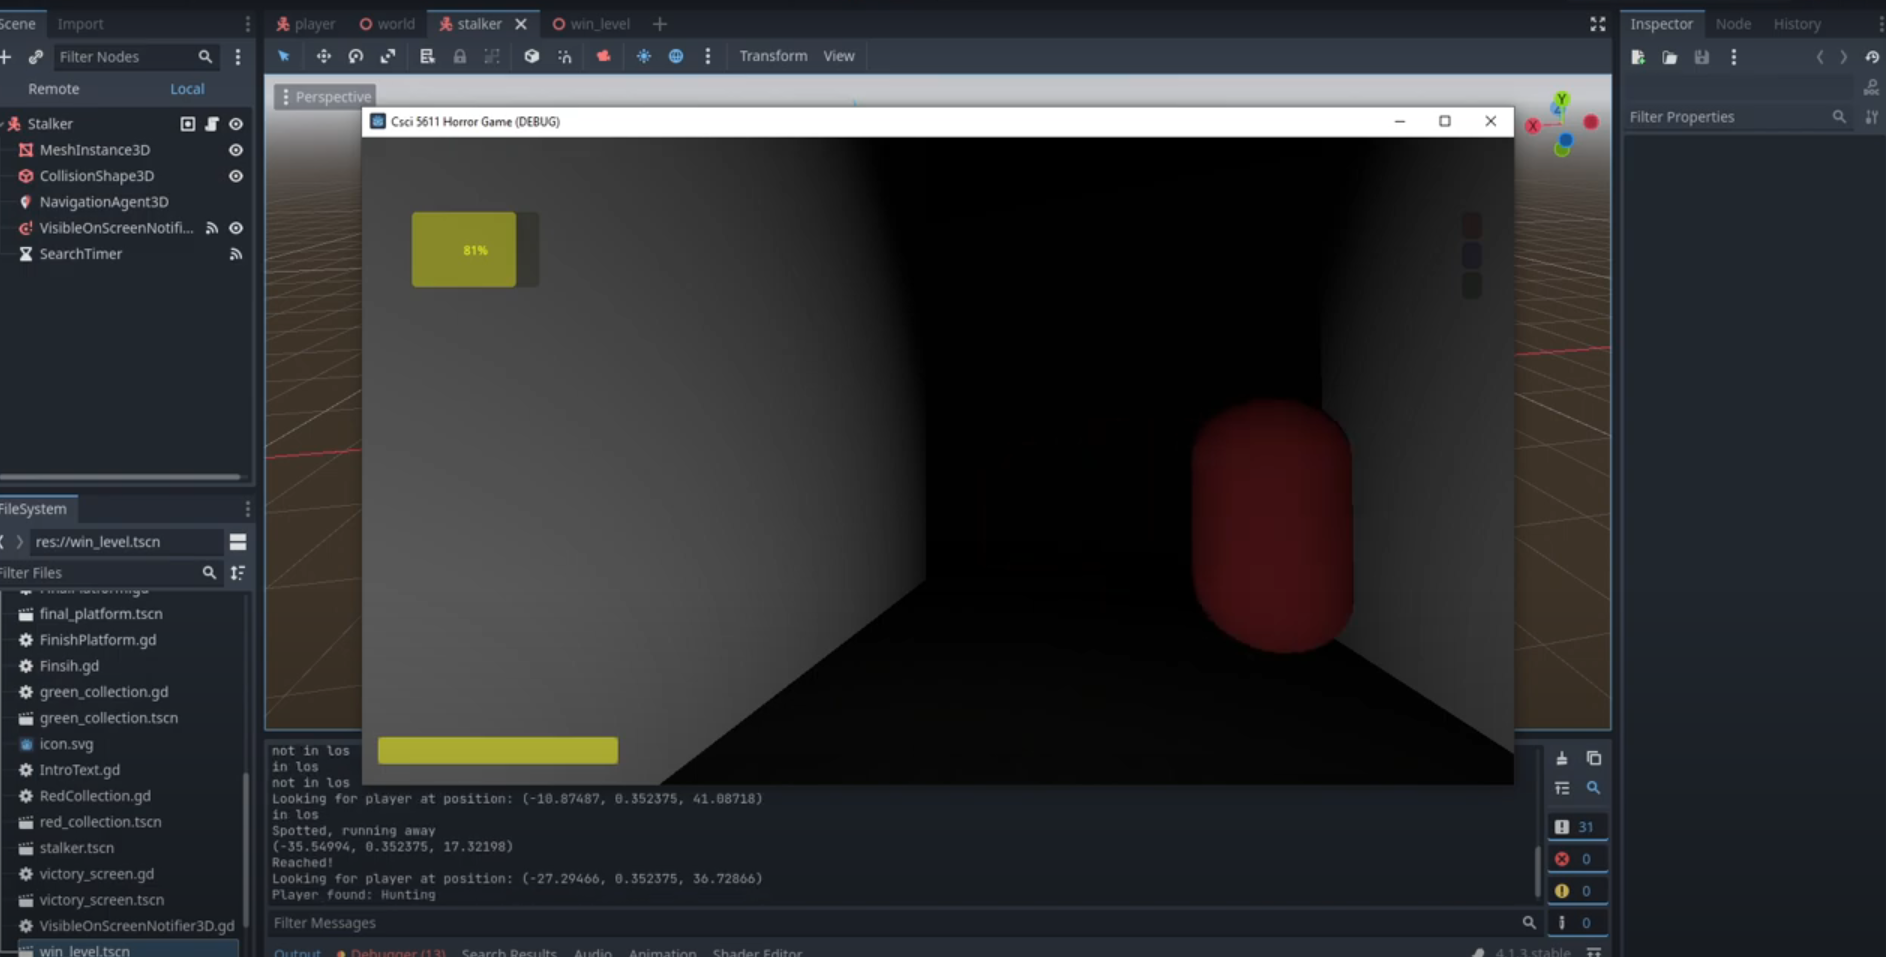 Scene Import
player world stalker win_level
Inspector Node History
Filter Nodes
Transform View
Remote Local
Perspective
Filter Properties
Csci 5611 Horror Game (DEBUG)
Stalker
MeshInstance3D
CollisionShape3D
NavigationAgent3D
VisibleOnScreenNotifi...
SearchTimer
81%
Y
X
FileSystem
res://win_level.tscn
Filter Files
final_platform.tscn
FinishPlatform.gd
Finsih.gd
green_collection.gd
green_collection.tscn
icon.svg
IntroText.gd
RedCollection.gd
red_collection.tscn
stalker.tscn
victory_screen.gd
victory_screen.tscn
VisibleOnScreenNotifier3D.gd
win_level.tscn
not in los
in los
not in los
Looking for player at position: (-10.87487, 0.352375, 41.08718)
in los
Spotted, running away
(-35.54994, 0.352375, 17.32198)
Reached!
Looking for player at position: (-27.29466, 0.352375, 36.72866)
Player found: Hunting
31
0
0
0
Filter Messages
Output Debugger (13) Search Results Audio Animation Shader Editor
4.1.3.stable